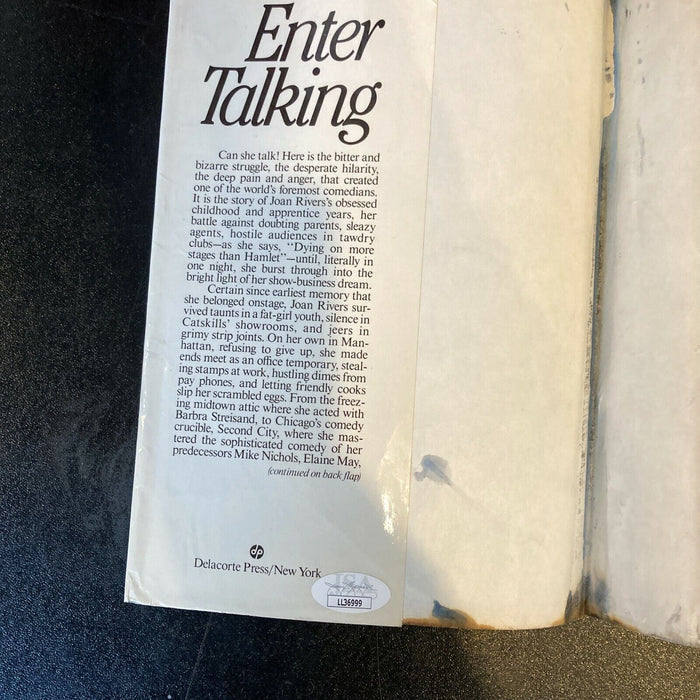 Enter
Talking
Can she talk! Here is the bitter and
bizarre struggle, the desperate hilarity,
the deep pain and anger, that created
one of the world's foremost comedians.
It is the story of Joan Rivers's obsessed
childhood and apprentice years, her
battle against doubting parents, sleazy
agents, hostile audiences in tawdry
clubs—as she says, "Dying on more
stages than Hamlet"—until, literally in
one night, she burst through into the
bright light of her show-business dream.
Certain since earliest memory that
she belonged onstage, Joan Rivers sur-
vived taunts in a fat-girl youth, silence in
Catskills' showrooms, and jeers in
grimy strip joints. On her own in Man-
hattan, refusing to give up, she made
ends meet as an office temporary, steal-
ing stamps at work, hustling dimes from
pay phones, and letting friendly cooks
slip her scrambled eggs. From the freez-
ing midtown attic where she acted with
Barbra Streisand, to Chicago's comedy
crucible, Second City, where she mas-
tered the sophisticated comedy of her
predecessors Mike Nichols, Elaine May,
(continued on back flap)
dp
Delacorte Press/New York
JSA
LL36999